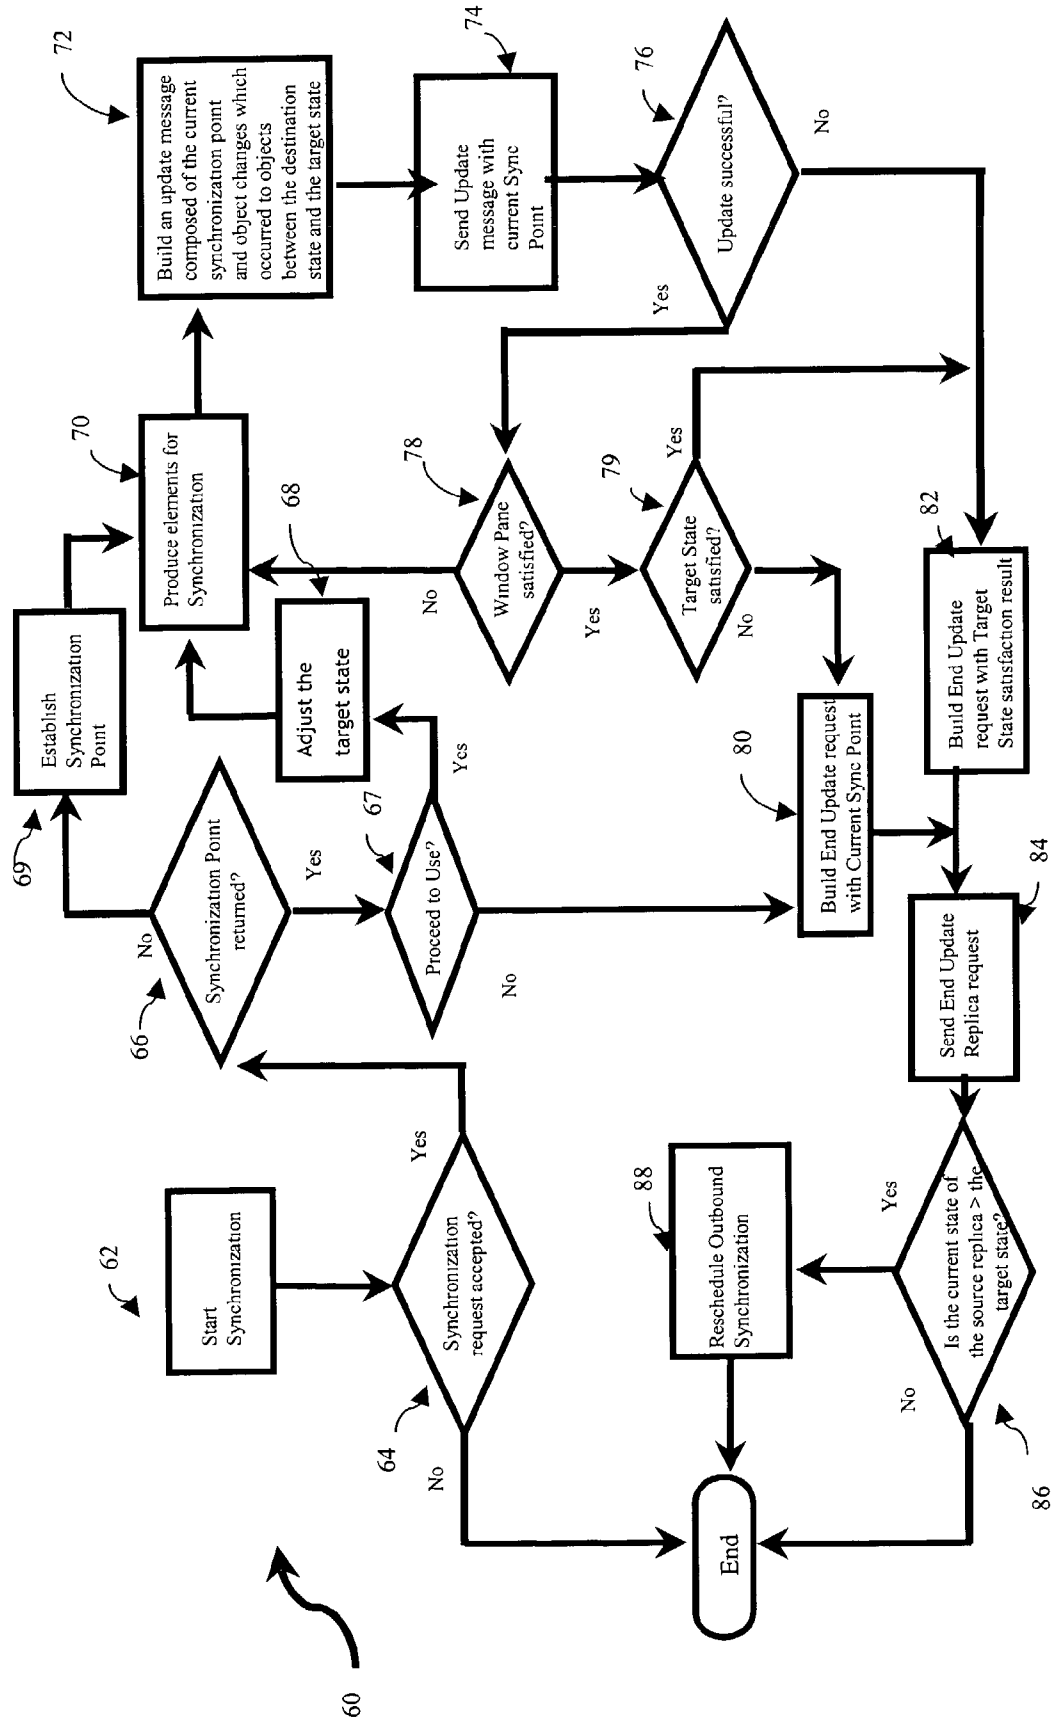 60
62
Start
Synchronization
64
Synchronization
request accepted?
No
Yes
66
Synchronization Point
returned?
No
Yes
69
Establish
Synchronization
Point
67
Proceed to Use?
Yes
No
68
Adjust the
target state
70
Produce elements for
Synchronization
72
Build an update message
composed of the current
synchronization point
and object changes which
occurred to objects
between the destination
state and the target state
74
Send Update
message with
current Sync
Point
76
Update successful?
Yes
No
78
Window Pane
satisfied?
No
Yes
79
Target State
satisfied?
Yes
No
80
Build End Update request
with Current Sync Point
82
Build End Update
request with Target
State satisfaction result
84
Send End Update
Replica request
86
Is the current state of
the source replica > the
target state?
Yes
No
88
Reschedule Outbound
Synchronization
End